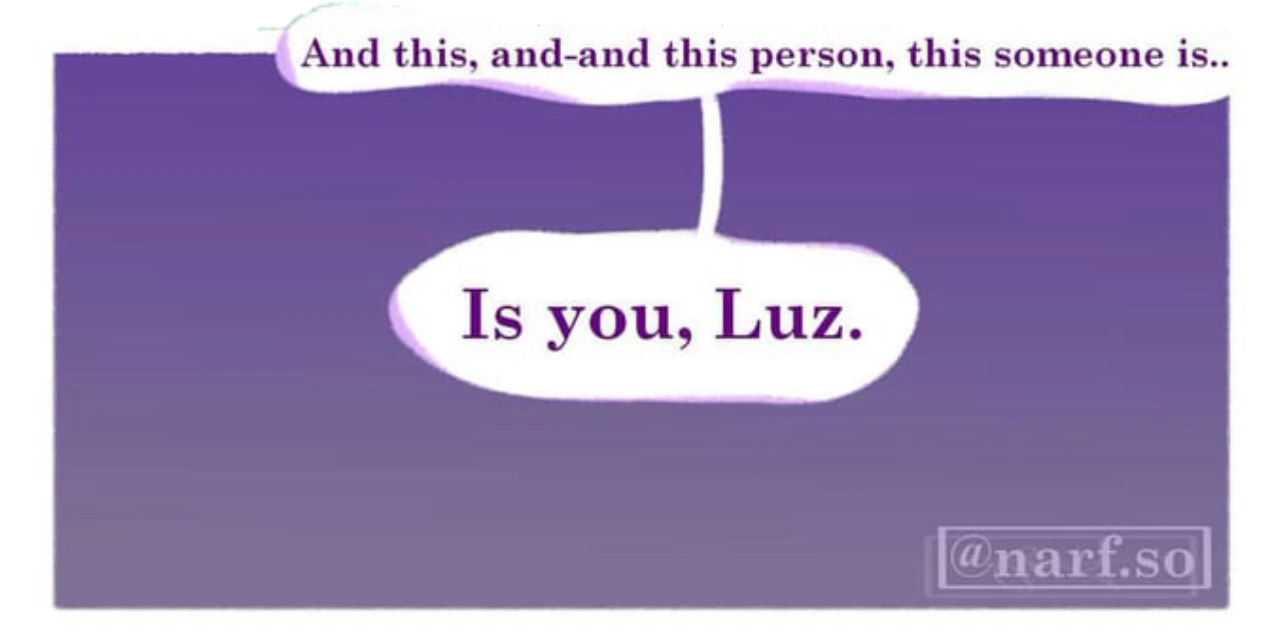 And this, and-and this person, this someone is..
Is you, Luz.
@narf.so